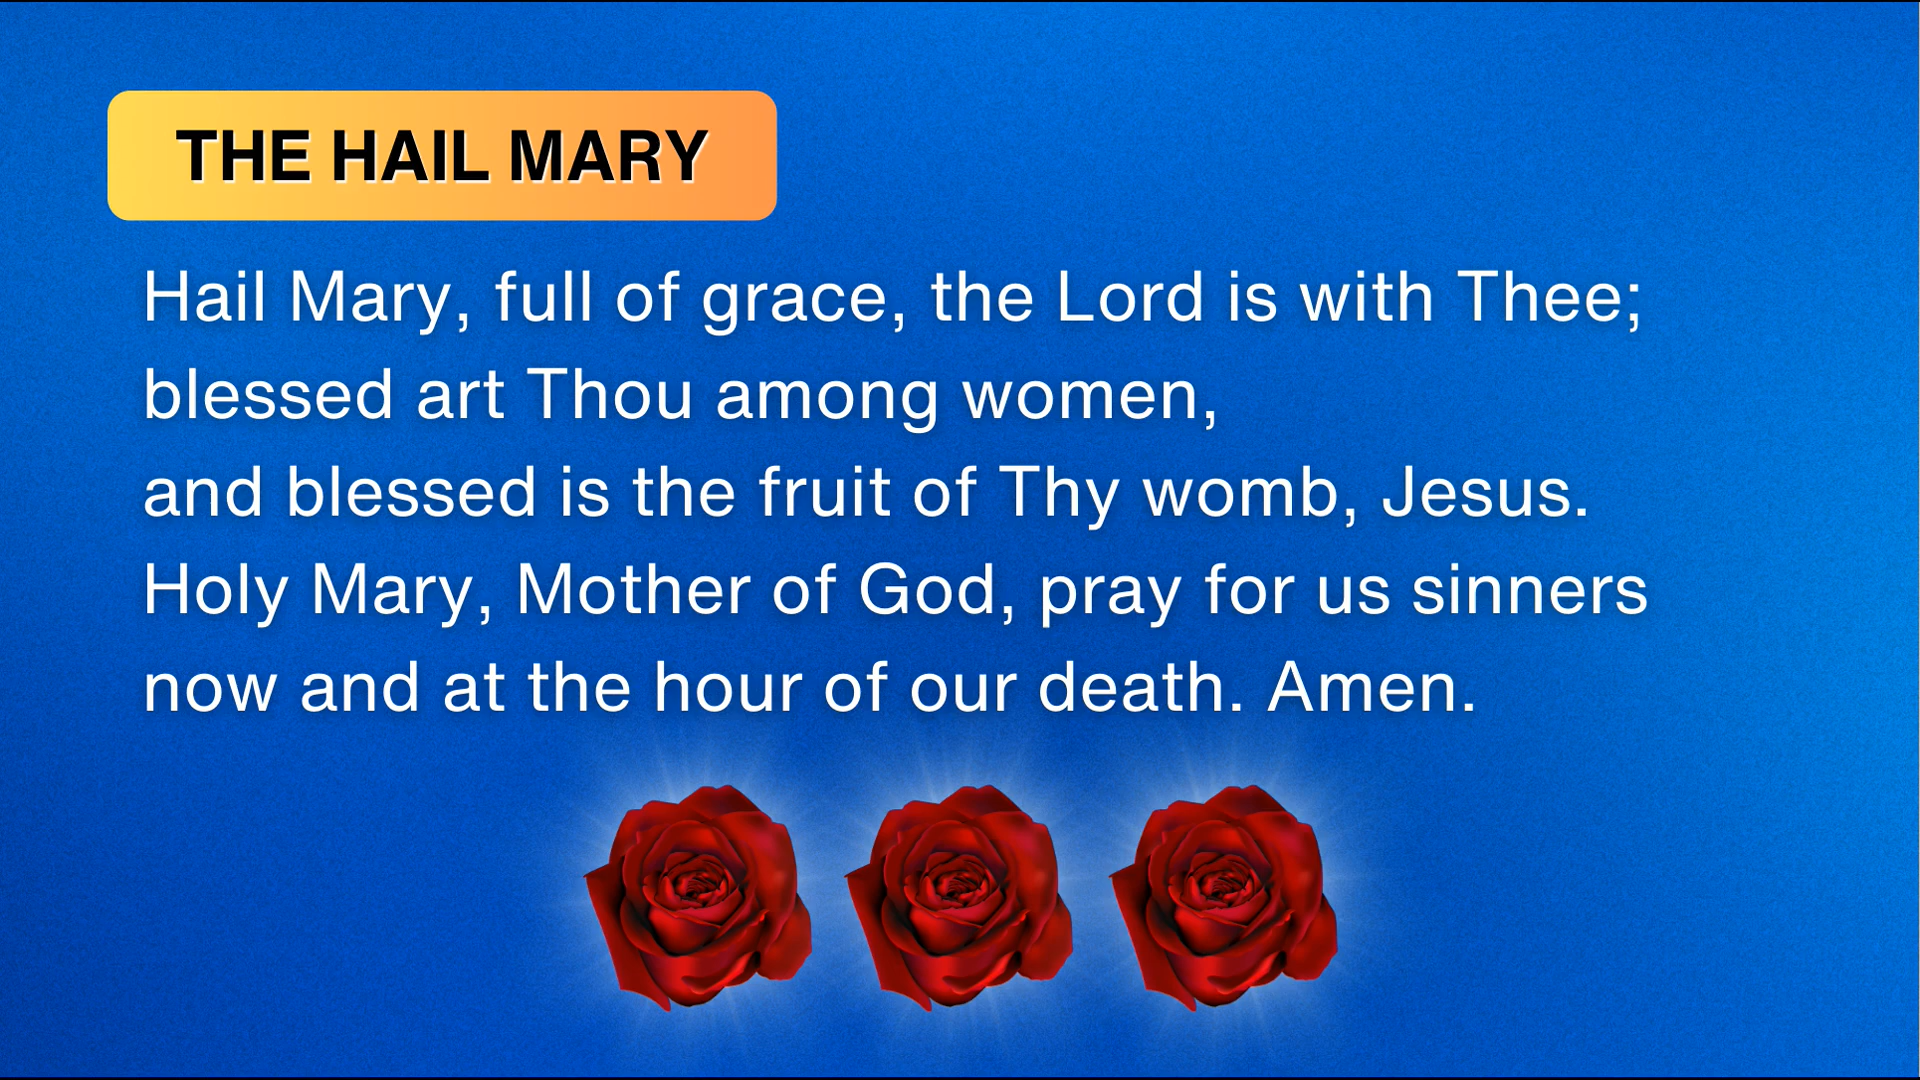 THE HAIL MARY
Hail Mary, full of grace, the Lord is with Thee;
blessed art Thou among women,
and blessed is the fruit of Thy womb, Jesus.
Holy Mary, Mother of God, pray for us sinners
now and at the hour of our death. Amen.